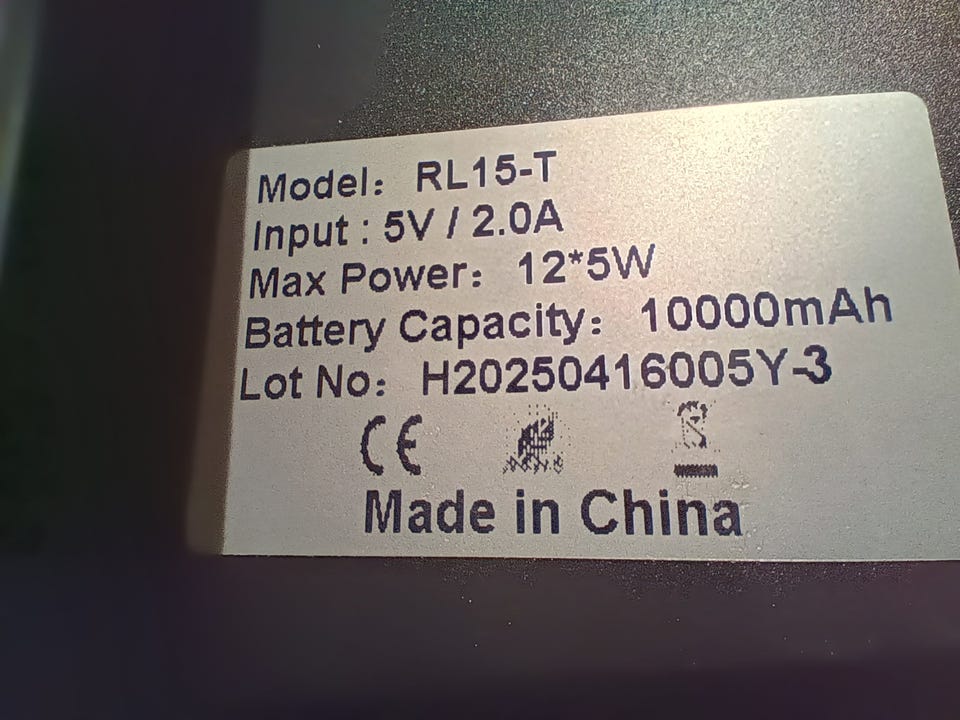 Model： RL15-T
Input : 5V / 2.0A
Max Power： 12*5W
Battery Capacity： 10000mAh
Lot No： H20250416005Y-3
CE
Made in China